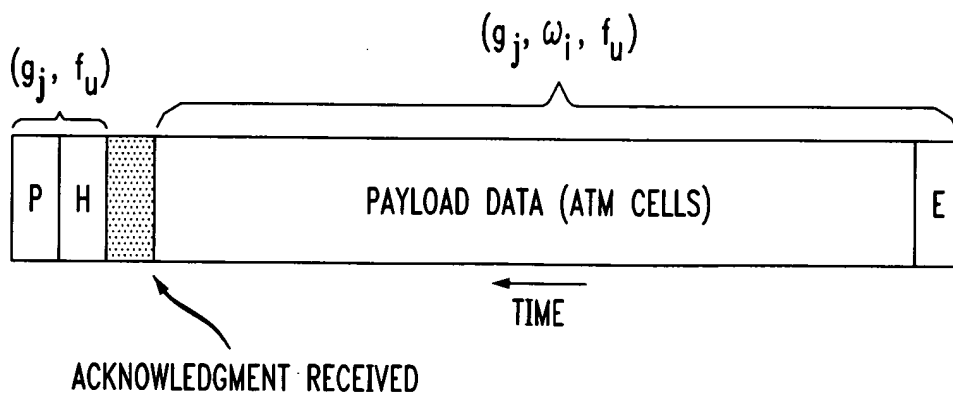 (g_j, f_u)
(g_j, ω_i, f_u)
P H PAYLOAD DATA (ATM CELLS) E
TIME
ACKNOWLEDGMENT RECEIVED